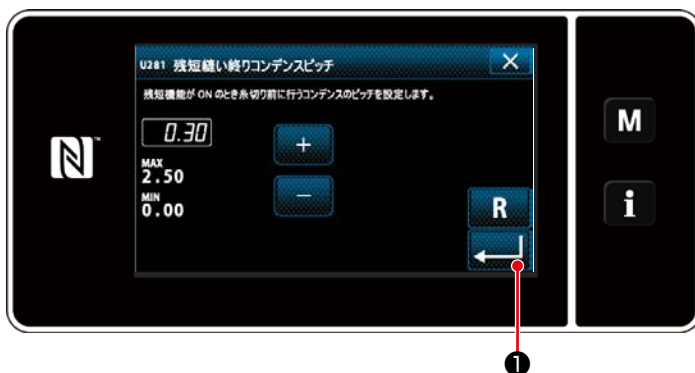 U281 残短縫い終りコンデンスピッチ
残短機能が ON のとき糸切り前に行うコンデンスのピッチを設定します。
0.30
+
MAX
2.50
−
MIN
0.00
R
M
i
N
❶